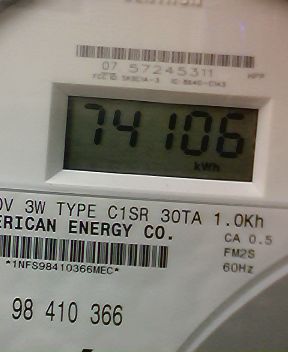 07 57245311
74106
kWh
0V 3W TYPE C1SR 30TA 1.0Kh
ERICAN ENERGY CO.
CA 0.5
*1NFS98410366MEC*
FM2S
60Hz
98 410 366